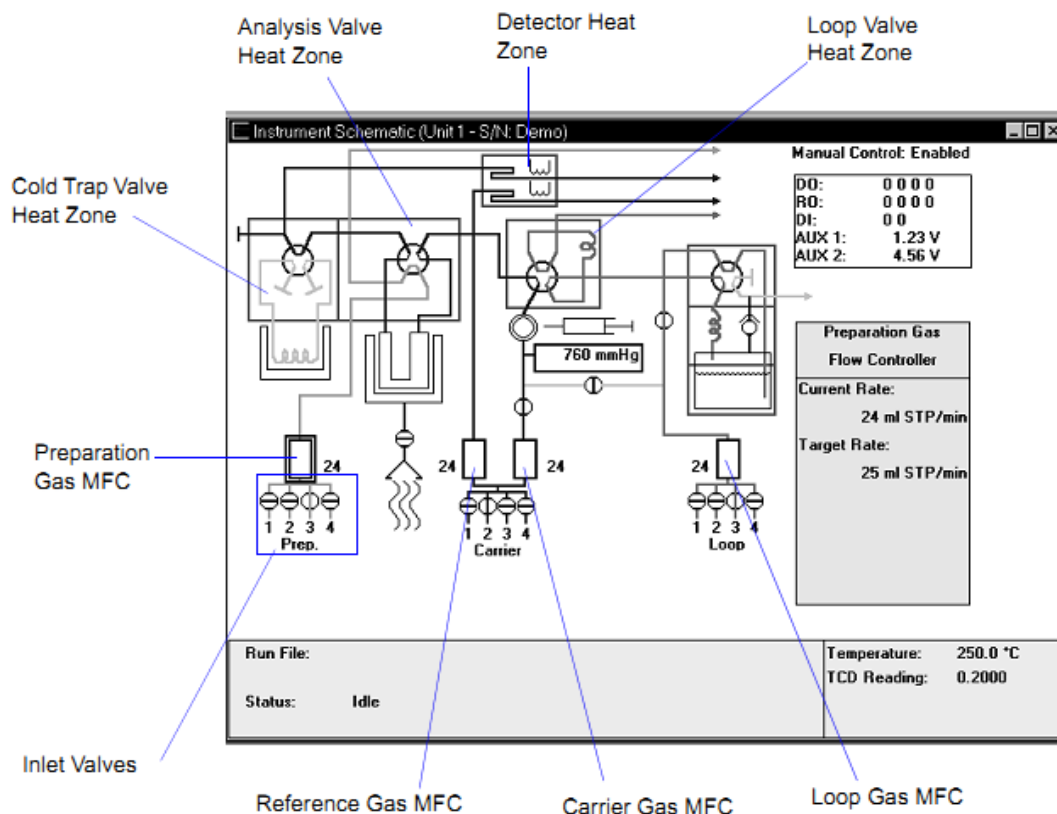 Analysis Valve
Heat Zone
Detector Heat
Zone
Loop Valve
Heat Zone
Cold Trap Valve
Heat Zone
Instrument Schematic (Unit 1 - S/N: Demo)
Manual Control: Enabled
DO: 0 0 0 0
RO: 0 0 0 0
DI: 0 0
AUX 1: 1.23 V
AUX 2: 4.56 V
760 mmHg
Preparation Gas
Flow Controller
Current Rate:
24 ml STP/min
Target Rate:
25 ml STP/min
Preparation
Gas MFC
24
24
24
24
1 2 3 4
Prep.
1 2 3 4
Carrier
1 2 3 4
Loop
Run File:
Status: Idle
Temperature: 250.0 °C
TCD Reading: 0.2000
Inlet Valves
Reference Gas MFC
Carrier Gas MFC
Loop Gas MFC